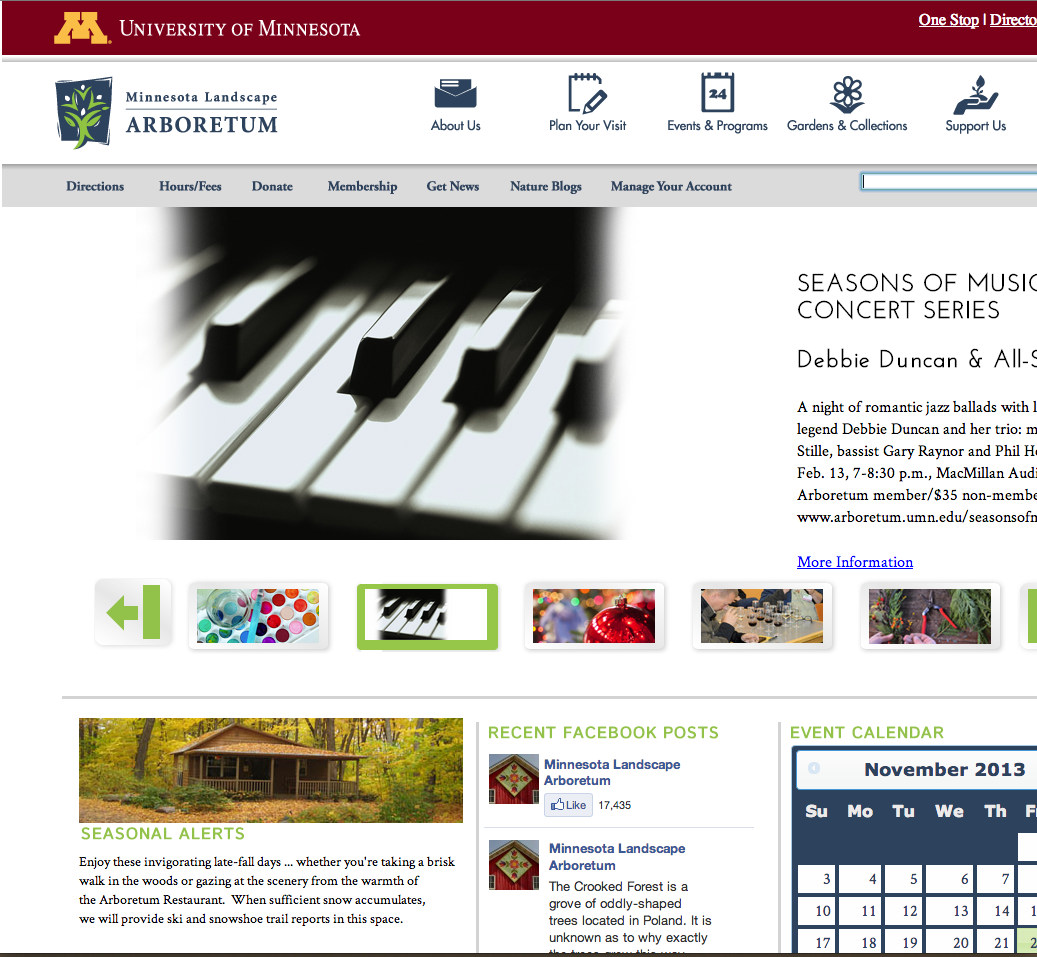 UNIVERSITY OF MINNESOTA
One Stop | Directo
Minnesota Landscape
ARBORETUM
About Us
Plan Your Visit
24
Events & Programs
Gardens & Collections
Support Us
Directions
Hours/Fees
Donate
Membership
Get News
Nature Blogs
Manage Your Account
SEASONS OF MUSIC
CONCERT SERIES
Debbie Duncan & All-S
A night of romantic jazz ballads with l
legend Debbie Duncan and her trio: m
Stille, bassist Gary Raynor and Phil He
Feb. 13, 7-8:30 p.m., MacMillan Audi
Arboretum member/$35 non-membe
www.arboretum.umn.edu/seasonsofm
More Information
SEASONAL ALERTS
Enjoy these invigorating late-fall days ... whether you're taking a brisk
walk in the woods or gazing at the scenery from the warmth of
the Arboretum Restaurant. When sufficient snow accumulates,
we will provide ski and snowshoe trail reports in this space.
RECENT FACEBOOK POSTS
Minnesota Landscape
Arboretum
Like 17,435
Minnesota Landscape
Arboretum
The Crooked Forest is a
grove of oddly-shaped
trees located in Poland. It is
unknown as to why exactly
the trees grew this way
EVENT CALENDAR
November 2013
Su Mo Tu We Th Fr
3 4 5 6 7
10 11 12 13 14 1
17 18 19 20 21 2